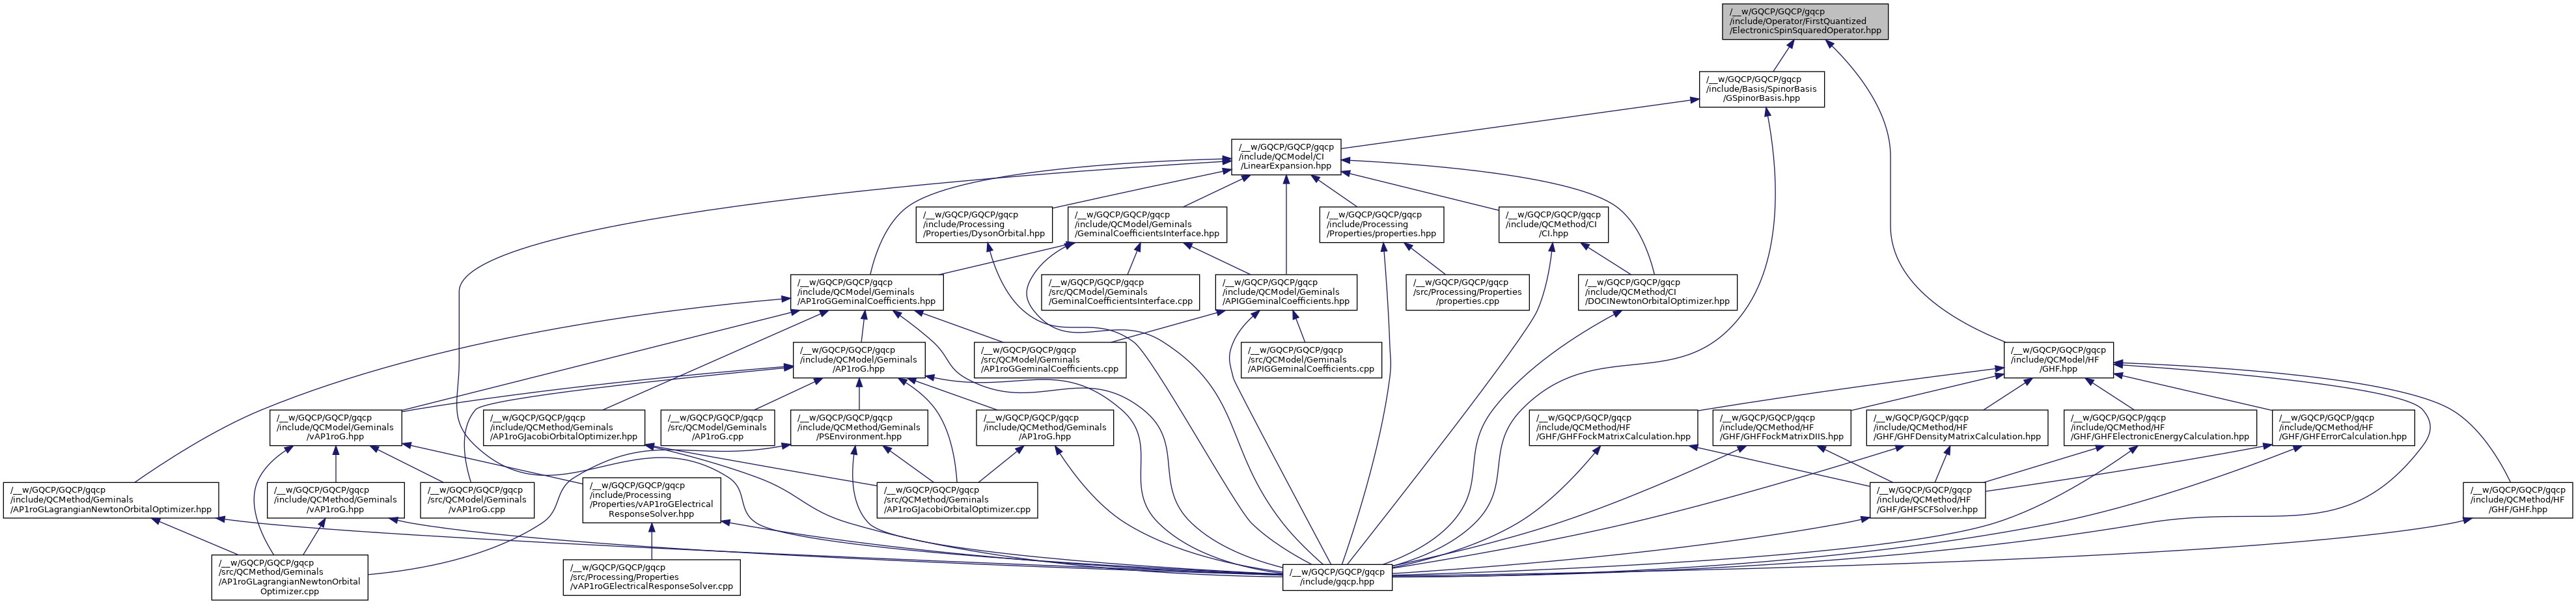 /__w/GQCP/GQCP/gqcp
/include/Operator/FirstQuantized
/ElectronicSpinSquaredOperator.hpp
/__w/GQCP/GQCP/gqcp
/include/Basis/SpinorBasis
/GSpinorBasis.hpp
/__w/GQCP/GQCP/gqcp
/include/QCModel/CI
/LinearExpansion.hpp
/__w/GQCP/GQCP/gqcp
/include/Processing
/Properties/DysonOrbital.hpp
/__w/GQCP/GQCP/gqcp
/include/QCModel/Geminals
/GeminalCoefficientsInterface.hpp
/__w/GQCP/GQCP/gqcp
/include/Processing
/Properties/properties.hpp
/__w/GQCP/GQCP/gqcp
/include/QCMethod/CI
/CI.hpp
/__w/GQCP/GQCP/gqcp
/include/QCModel/Geminals
/AP1roGGeminalCoefficients.hpp
/__w/GQCP/GQCP/gqcp
/src/QCModel/Geminals
/GeminalCoefficientsInterface.cpp
/__w/GQCP/GQCP/gqcp
/include/QCModel/Geminals
/APIGGeminalCoefficients.hpp
/__w/GQCP/GQCP/gqcp
/src/Processing/Properties
/properties.cpp
/__w/GQCP/GQCP/gqcp
/include/QCMethod/CI
/DOCINewtonOrbitalOptimizer.hpp
/__w/GQCP/GQCP/gqcp
/include/QCModel/Geminals
/AP1roG.hpp
/__w/GQCP/GQCP/gqcp
/src/QCModel/Geminals
/AP1roGGeminalCoefficients.cpp
/__w/GQCP/GQCP/gqcp
/src/QCModel/Geminals
/APIGGeminalCoefficients.cpp
/__w/GQCP/GQCP/gqcp
/include/QCModel/HF
/GHF.hpp
/__w/GQCP/GQCP/gqcp
/include/QCModel/Geminals
/vAP1roG.hpp
/__w/GQCP/GQCP/gqcp
/include/QCMethod/Geminals
/AP1roGJacobiOrbitalOptimizer.hpp
/__w/GQCP/GQCP/gqcp
/src/QCModel/Geminals
/AP1roG.cpp
/__w/GQCP/GQCP/gqcp
/include/QCMethod/Geminals
/PSEnvironment.hpp
/__w/GQCP/GQCP/gqcp
/include/QCMethod/Geminals
/AP1roG.hpp
/__w/GQCP/GQCP/gqcp
/include/QCMethod/HF
/GHF/GHFFockMatrixCalculation.hpp
/__w/GQCP/GQCP/gqcp
/include/QCMethod/HF
/GHF/GHFFockMatrixDIIS.hpp
/__w/GQCP/GQCP/gqcp
/include/QCMethod/HF
/GHF/GHFDensityMatrixCalculation.hpp
/__w/GQCP/GQCP/gqcp
/include/QCMethod/HF
/GHF/GHFElectronicEnergyCalculation.hpp
/__w/GQCP/GQCP/gqcp
/include/QCMethod/HF
/GHF/GHFErrorCalculation.hpp
/__w/GQCP/GQCP/gqcp
/include/QCMethod/Geminals
/AP1roGLagrangianNewtonOrbitalOptimizer.hpp
/__w/GQCP/GQCP/gqcp
/include/QCMethod/Geminals
/vAP1roG.hpp
/__w/GQCP/GQCP/gqcp
/src/QCModel/Geminals
/vAP1roG.cpp
/__w/GQCP/GQCP/gqcp
/include/Processing
/Properties/vAP1roGElectrical
ResponseSolver.hpp
/__w/GQCP/GQCP/gqcp
/src/QCMethod/Geminals
/AP1roGJacobiOrbitalOptimizer.cpp
/__w/GQCP/GQCP/gqcp
/include/QCMethod/HF
/GHF/GHFSCFSolver.hpp
/__w/GQCP/GQCP/gqcp
/include/QCMethod/HF
/GHF/GHF.hpp
/__w/GQCP/GQCP/gqcp
/src/QCMethod/Geminals
/AP1roGLagrangianNewtonOrbital
Optimizer.cpp
/__w/GQCP/GQCP/gqcp
/src/Processing/Properties
/vAP1roGElectricalResponseSolver.cpp
/__w/GQCP/GQCP/gqcp
/include/gqcp.hpp